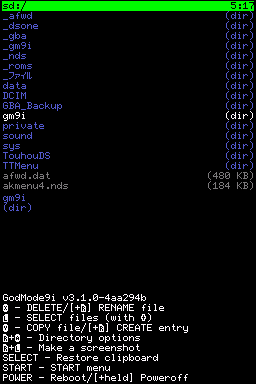 sd:/ 5:17
_afwd (dir)
_dsone (dir)
_gba (dir)
_gm9i (dir)
_nds (dir)
_roms (dir)
_ファイル (dir)
data (dir)
DCIM (dir)
GBA_Backup (dir)
gm9i (dir)
private (dir)
sound (dir)
sys (dir)
TouhouDS (dir)
TTMenu (dir)
afwd.dat (480 KB)
akmenu4.nds (184 KB)
gm9i
(dir)
GodMode9i v3.1.0-4aa294b
X - DELETE/[+R] RENAME file
L - SELECT files (with ✜)
Y - COPY file/[+R] CREATE entry
R+A - Directory options
R+L - Make a screenshot
SELECT - Restore clipboard
START - START menu
POWER - Reboot/[+held] Poweroff